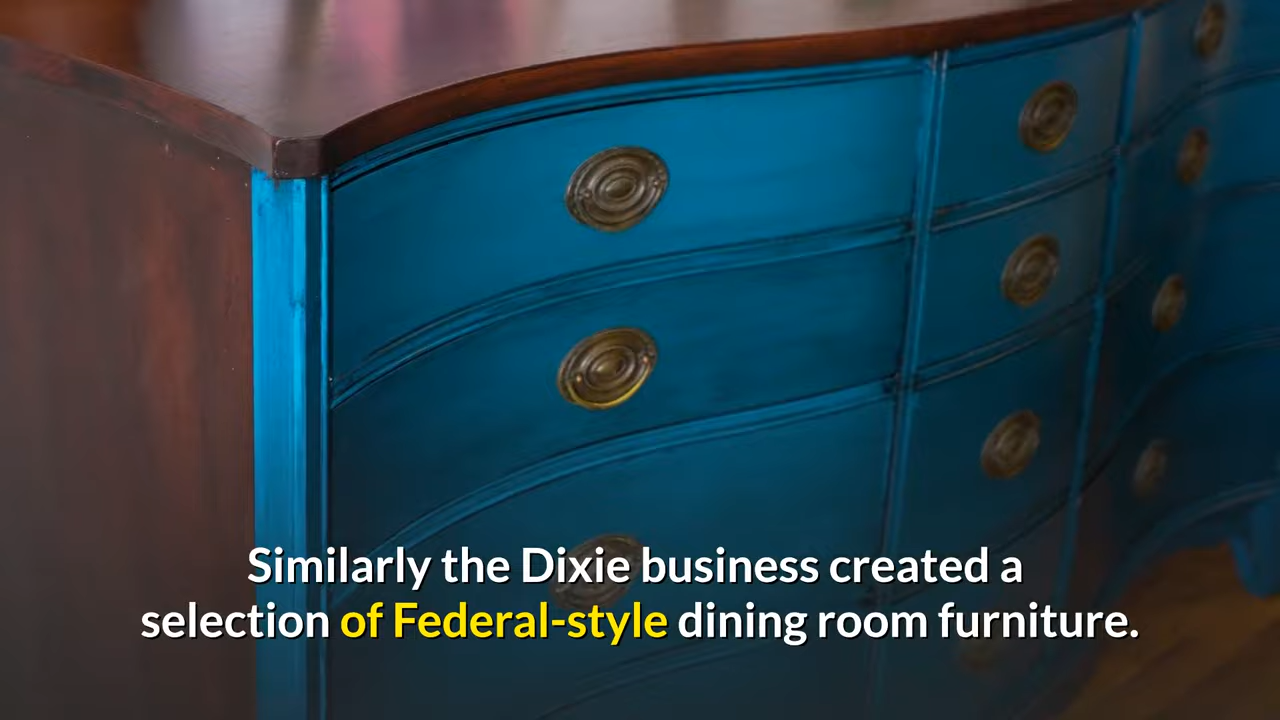 Similarly the Dixie business created a
selection of Federal-style dining room furniture.